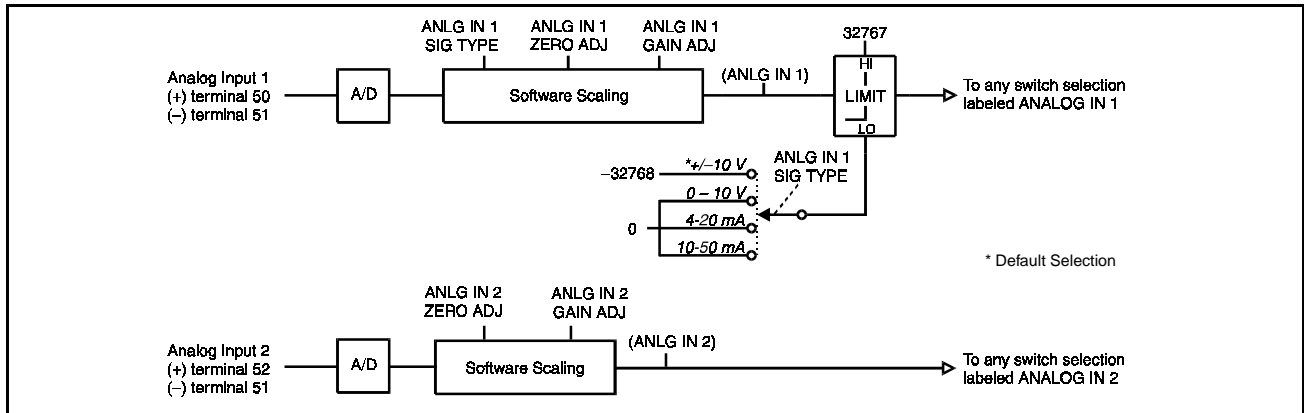 ANLG IN 1
SIG TYPE
ANLG IN 1
ZERO ADJ
ANLG IN 1
GAIN ADJ
32767
Analog Input 1
(+) terminal 50
(–) terminal 51
A/D
Software Scaling
(ANLG IN 1)
HI
LIMIT
LO
To any switch selection
labeled ANALOG IN 1
–32768
*+/–10 V
0 – 10 V
0
4-20 mA
10-50 mA
ANLG IN 1
SIG TYPE
* Default Selection
ANLG IN 2
ZERO ADJ
ANLG IN 2
GAIN ADJ
Analog Input 2
(+) terminal 52
(–) terminal 51
A/D
Software Scaling
(ANLG IN 2)
To any switch selection
labeled ANALOG IN 2